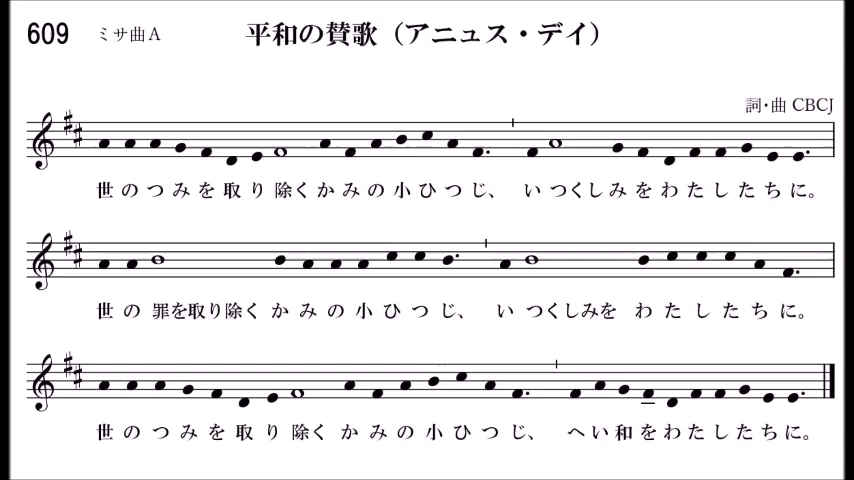 609 ミサ曲A 平和の賛歌（アニュス・デイ）
詞・曲 CBCJ
世のつみを取り除くかみの小ひつじ、いつくしみをわたしたちに。
世の罪を取り除くかみの小ひつじ、いつくしみをわたしたちに。
世のつみを取り除くかみの小ひつじ、へい和をわたしたちに。